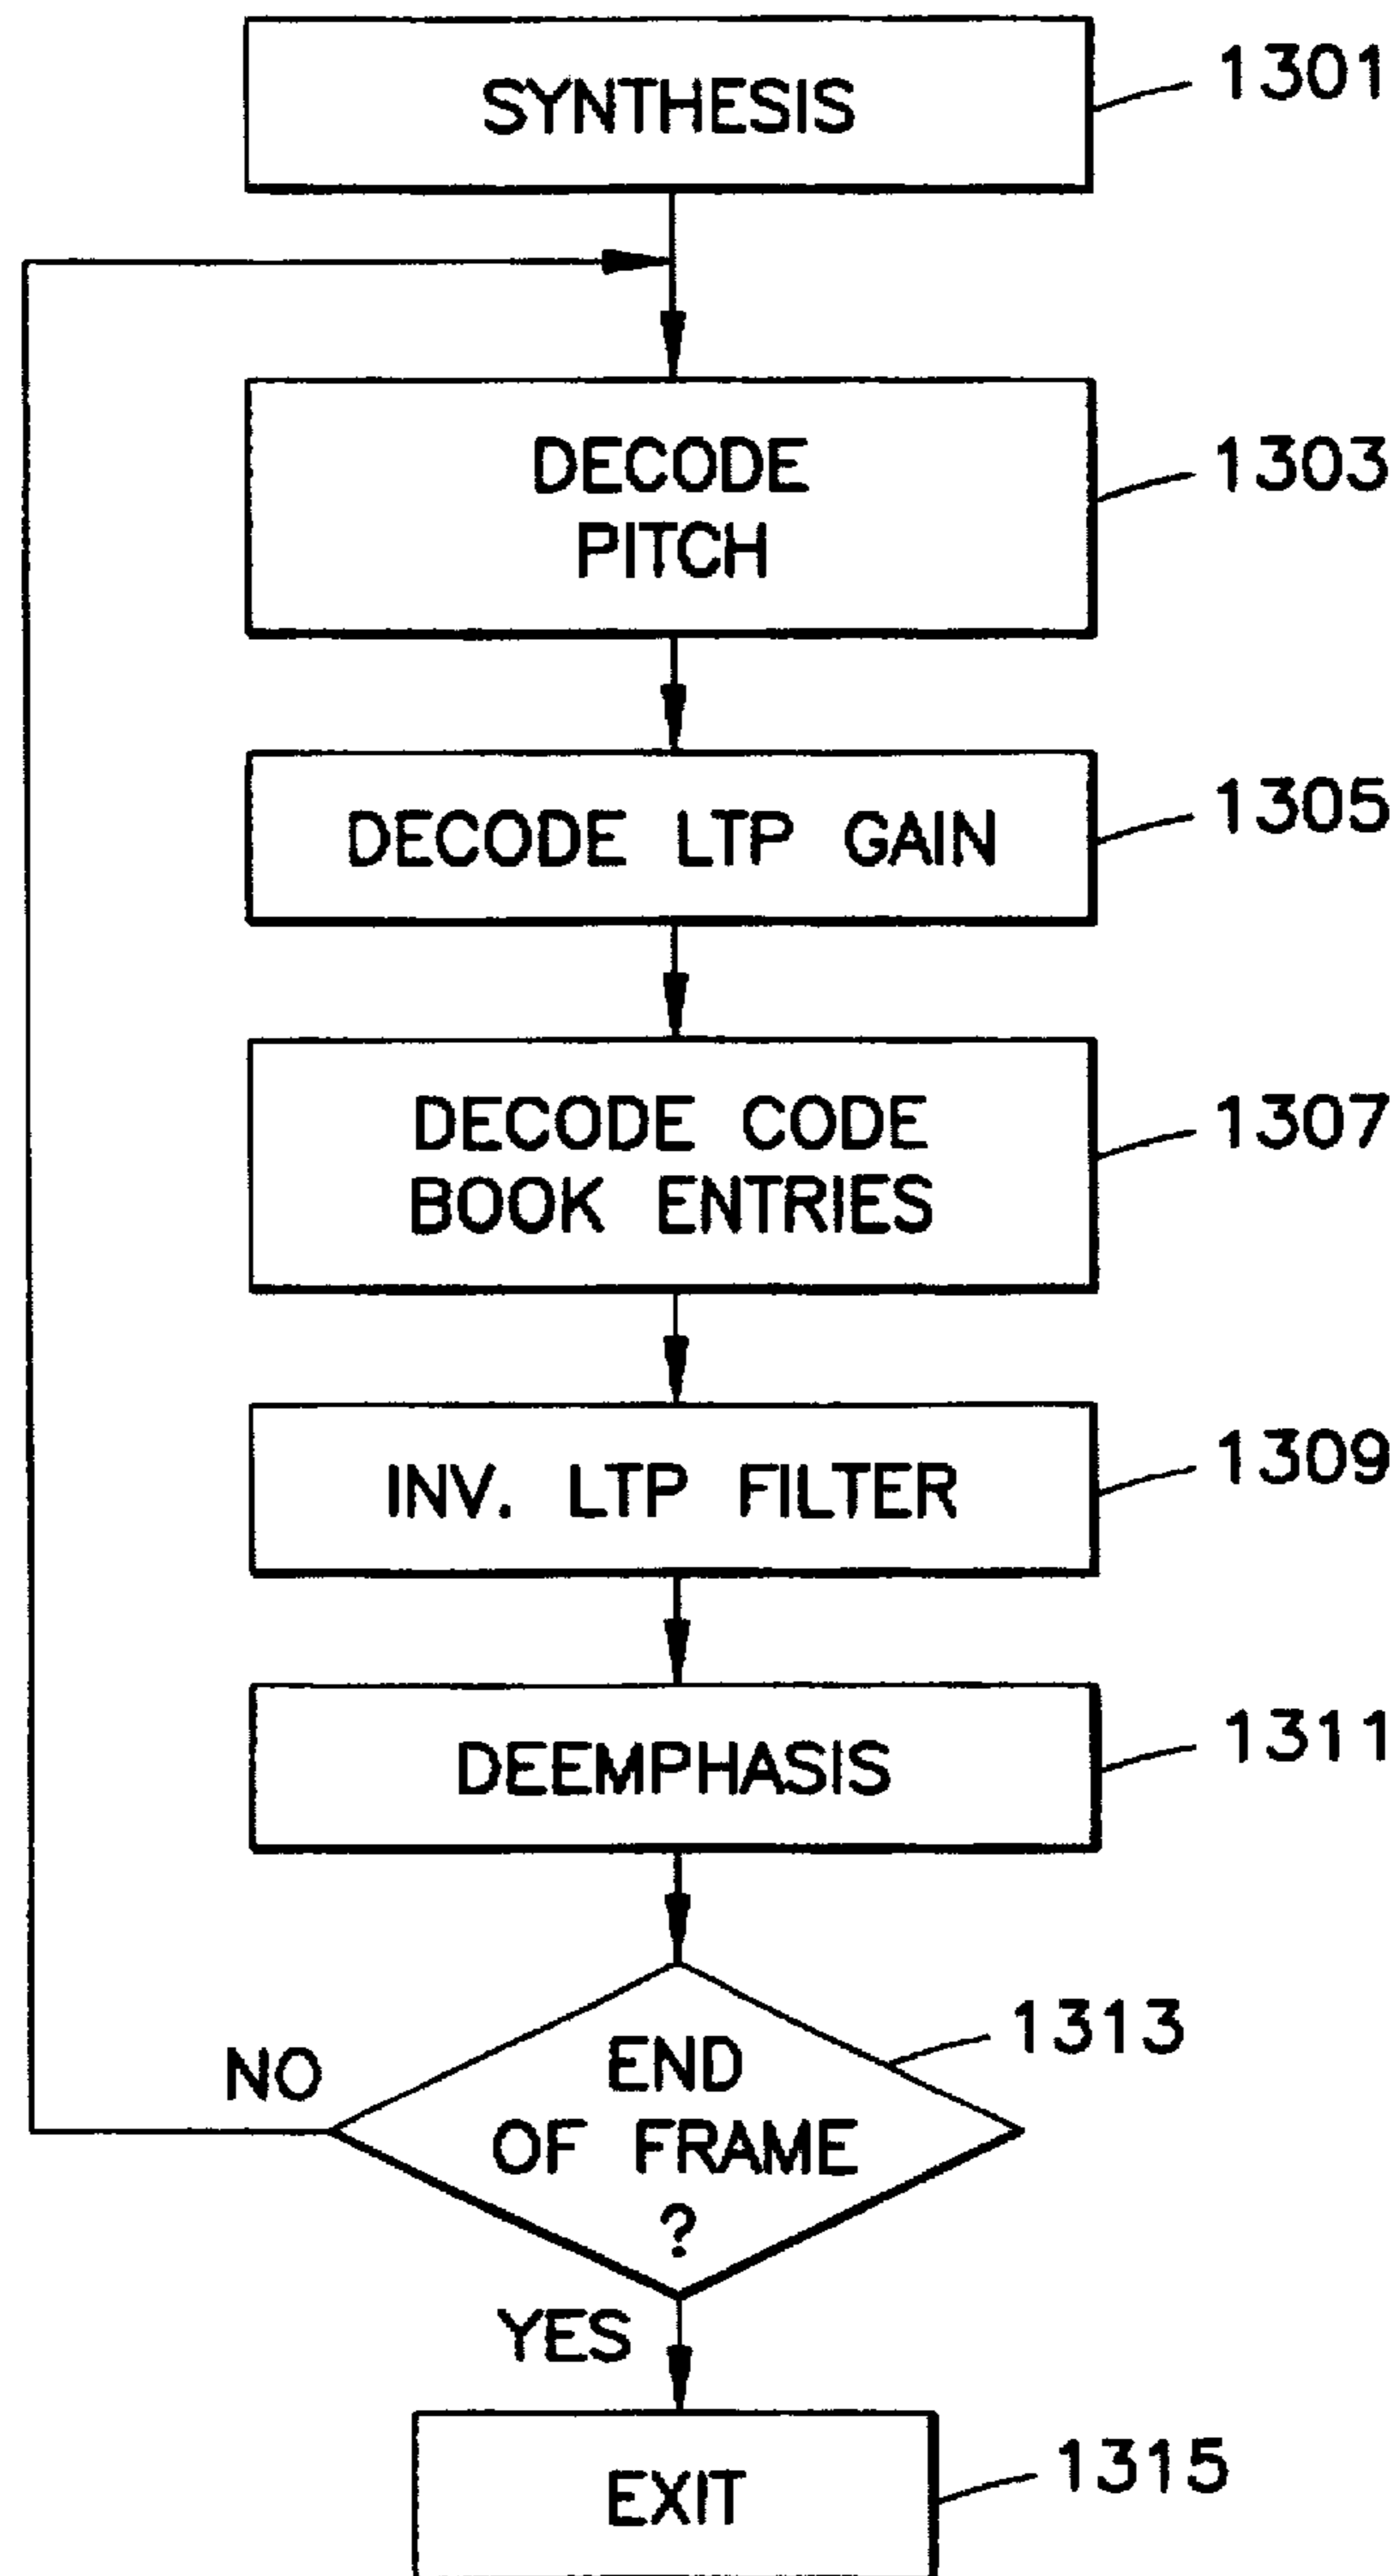 SYNTHESIS
1301
DECODE
PITCH
1303
DECODE LTP GAIN
1305
DECODE CODE
BOOK ENTRIES
1307
INV. LTP FILTER
1309
DEEMPHASIS
1311
END
OF FRAME
?
1313
NO
YES
EXIT
1315